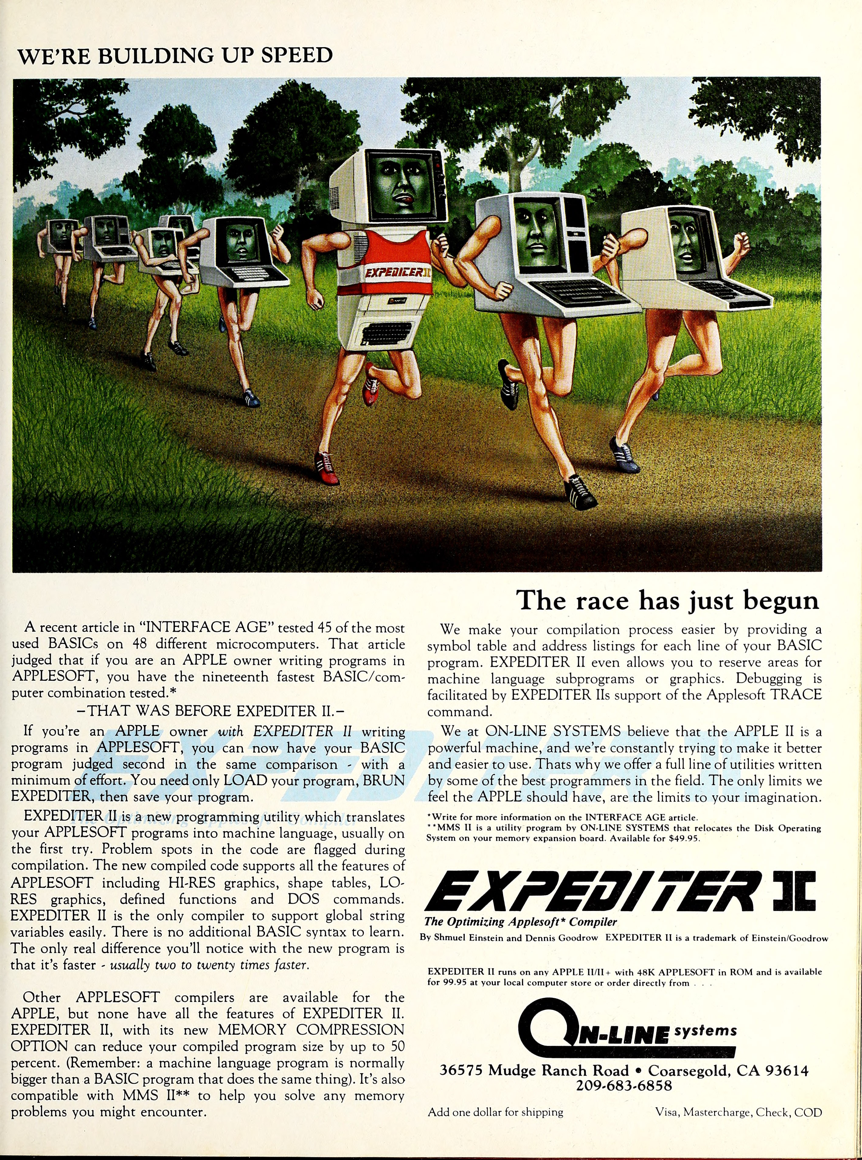 WE'RE BUILDING UP SPEED
EXPEDITER II
The race has just begun
A recent article in “INTERFACE AGE” tested 45 of the most
used BASICs on 48 different microcomputers. That article
judged that if you are an APPLE owner writing programs in
APPLESOFT, you have the nineteenth fastest BASIC/com-
puter combination tested.*
–THAT WAS BEFORE EXPEDITER II.–
If you're an APPLE owner with EXPEDITER II writing
programs in APPLESOFT, you can now have your BASIC
program judged second in the same comparison - with a
minimum of effort. You need only LOAD your program, BRUN
EXPEDITER, then save your program.
EXPEDITER II is a new programming utility which translates
your APPLESOFT programs into machine language, usually on
the first try. Problem spots in the code are flagged during
compilation. The new compiled code supports all the features of
APPLESOFT including HI-RES graphics, shape tables, LO-
RES graphics, defined functions and DOS commands.
EXPEDITER II is the only compiler to support global string
variables easily. There is no additional BASIC syntax to learn.
The only real difference you'll notice with the new program is
that it's faster - usually two to twenty times faster.
Other APPLESOFT compilers are available for the
APPLE, but none have all the features of EXPEDITER II.
EXPEDITER II, with its new MEMORY COMPRESSION
OPTION can reduce your compiled program size by up to 50
percent. (Remember: a machine language program is normally
bigger than a BASIC program that does the same thing). It's also
compatible with MMS II** to help you solve any memory
problems you might encounter.
We make your compilation process easier by providing a
symbol table and address listings for each line of your BASIC
program. EXPEDITER II even allows you to reserve areas for
machine language subprograms or graphics. Debugging is
facilitated by EXPEDITER IIs support of the Applesoft TRACE
command.
We at ON-LINE SYSTEMS believe that the APPLE II is a
powerful machine, and we're constantly trying to make it better
and easier to use. Thats why we offer a full line of utilities written
by some of the best programmers in the field. The only limits we
feel the APPLE should have, are the limits to your imagination.
*Write for more information on the INTERFACE AGE article.
**MMS II is a utility program by ON-LINE SYSTEMS that relocates the Disk Operating
System on your memory expansion board. Available for $49.95.
EXPEDITER II
The Optimizing Applesoft* Compiler
By Shmuel Einstein and Dennis Goodrow EXPEDITER II is a trademark of Einstein/Goodrow
EXPEDITER II runs on any APPLE II/II+ with 48K APPLESOFT in ROM and is available
for 99.95 at your local computer store or order directly from . . .
ON-LINE systems
36575 Mudge Ranch Road • Coarsegold, CA 93614
209-683-6858
Add one dollar for shipping
Visa, Mastercharge, Check, COD